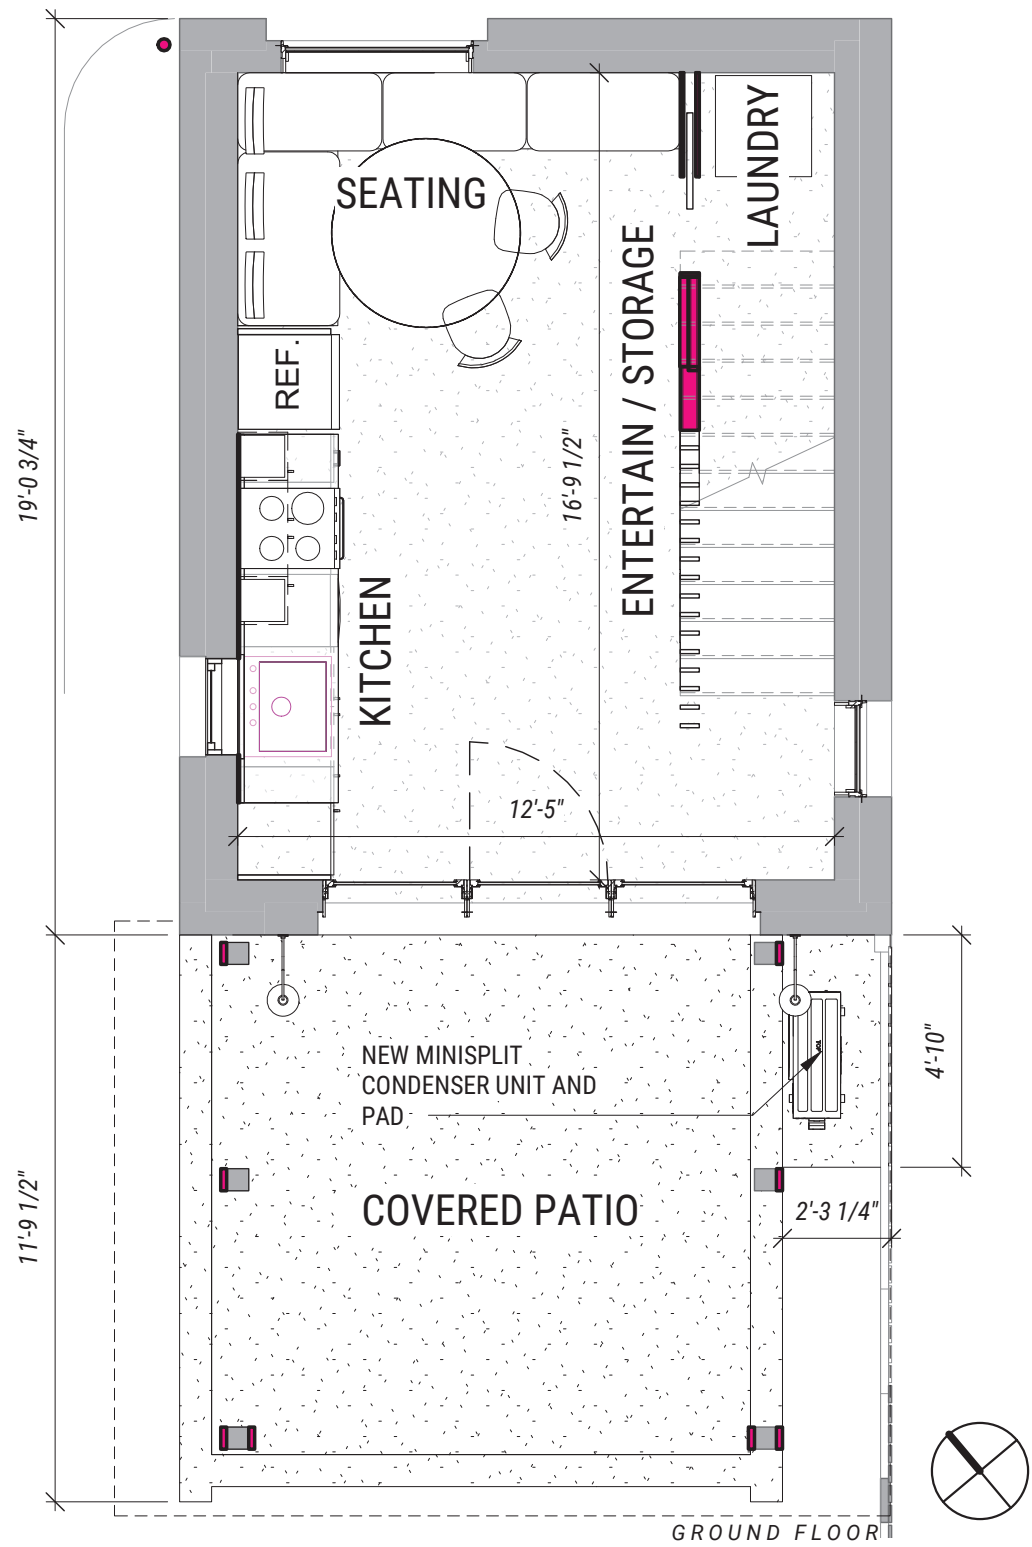 SEATING
LAUNDRY
REF.
ENTERTAIN / STORAGE
19'-0 3/4"
16'-9 1/2"
KITCHEN
12'-5"
NEW MINISPLIT
CONDENSER UNIT AND
PAD
4'-10"
11'-9 1/2"
COVERED PATIO
2'-3 1/4"
GROUND FLOOR